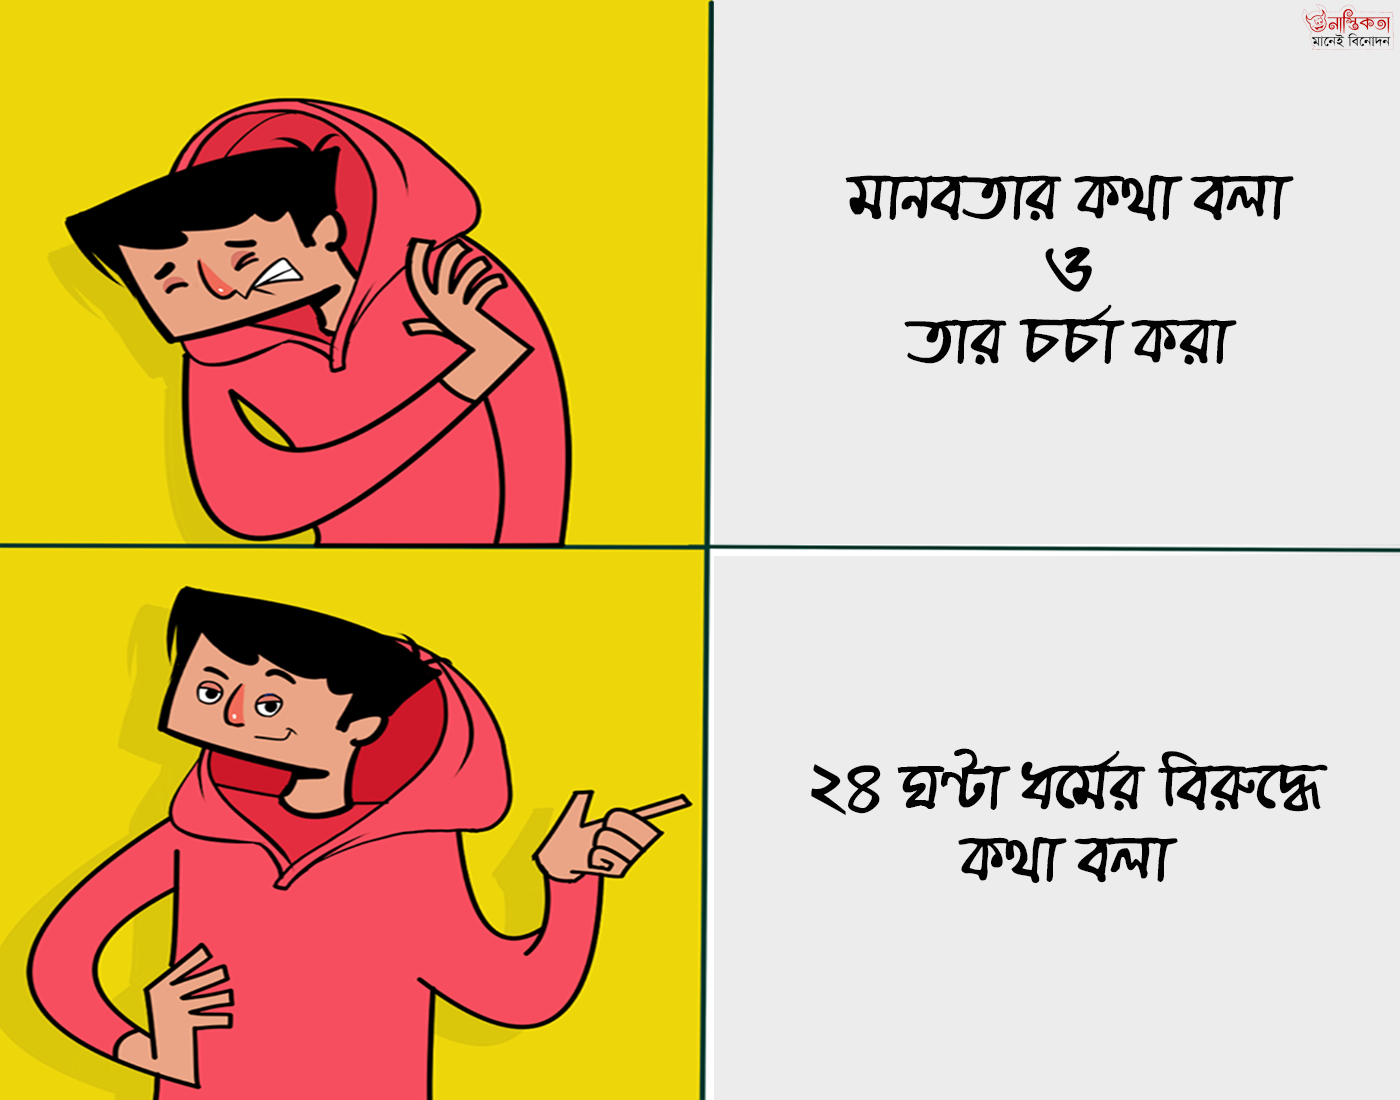 নাস্তিকতা
মানেই বিনোদন
মানবতার কথা বলা
ও
তার চর্চা করা
২৪ ঘণ্টা ধর্মের বিরুদ্ধে
কথা বলা